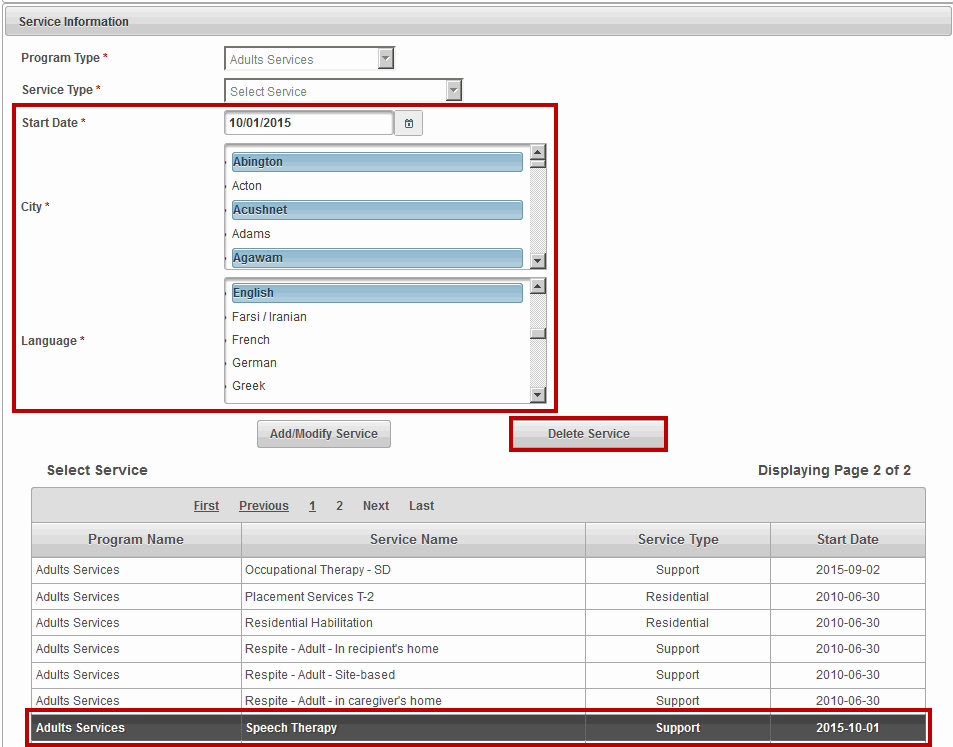 Service Information
Program Type * Adults Services
Service Type * Select Service
Start Date * 10/01/2015
City *
Abington
Acton
Acushnet
Adams
Agawam
Language *
English
Farsi / Iranian
French
German
Greek
Add/Modify Service Delete Service
Select Service Displaying Page 2 of 2
First Previous 1 2 Next Last
Program Name Service Name Service Type Start Date
Adults Services Occupational Therapy - SD Support 2015-09-02
Adults Services Placement Services T-2 Residential 2010-06-30
Adults Services Residential Habilitation Residential 2010-06-30
Adults Services Respite - Adult - In recipient's home Support 2010-06-30
Adults Services Respite - Adult - Site-based Support 2010-06-30
Adults Services Respite - Adult - in caregiver's home Support 2010-06-30
Adults Services Speech Therapy Support 2015-10-01